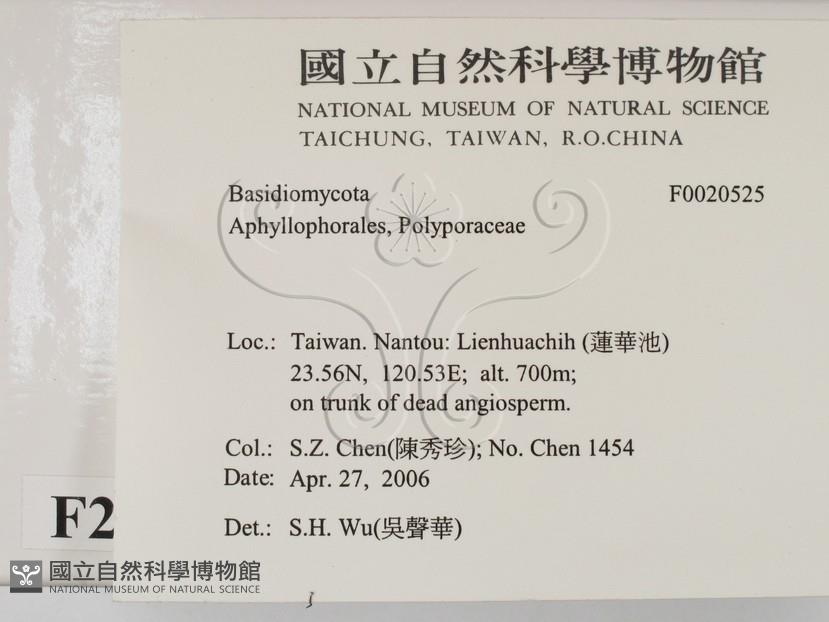 國立自然科學博物館
NATIONAL MUSEUM OF NATURAL SCIENCE
TAICHUNG, TAIWAN, R.O.CHINA
Basidiomycota F0020525
Aphyllophorales, Polyporaceae
Loc.: Taiwan. Nantou: Lienhuachih (蓮華池)
23.56N, 120.53E; alt. 700m;
on trunk of dead angiosperm.
Col.: S.Z. Chen(陳秀珍); No. Chen 1454
Date: Apr. 27, 2006
Det.: S.H. Wu(吳聲華)
F2
國立自然科學博物館
NATIONAL MUSEUM OF NATURAL SCIENCE